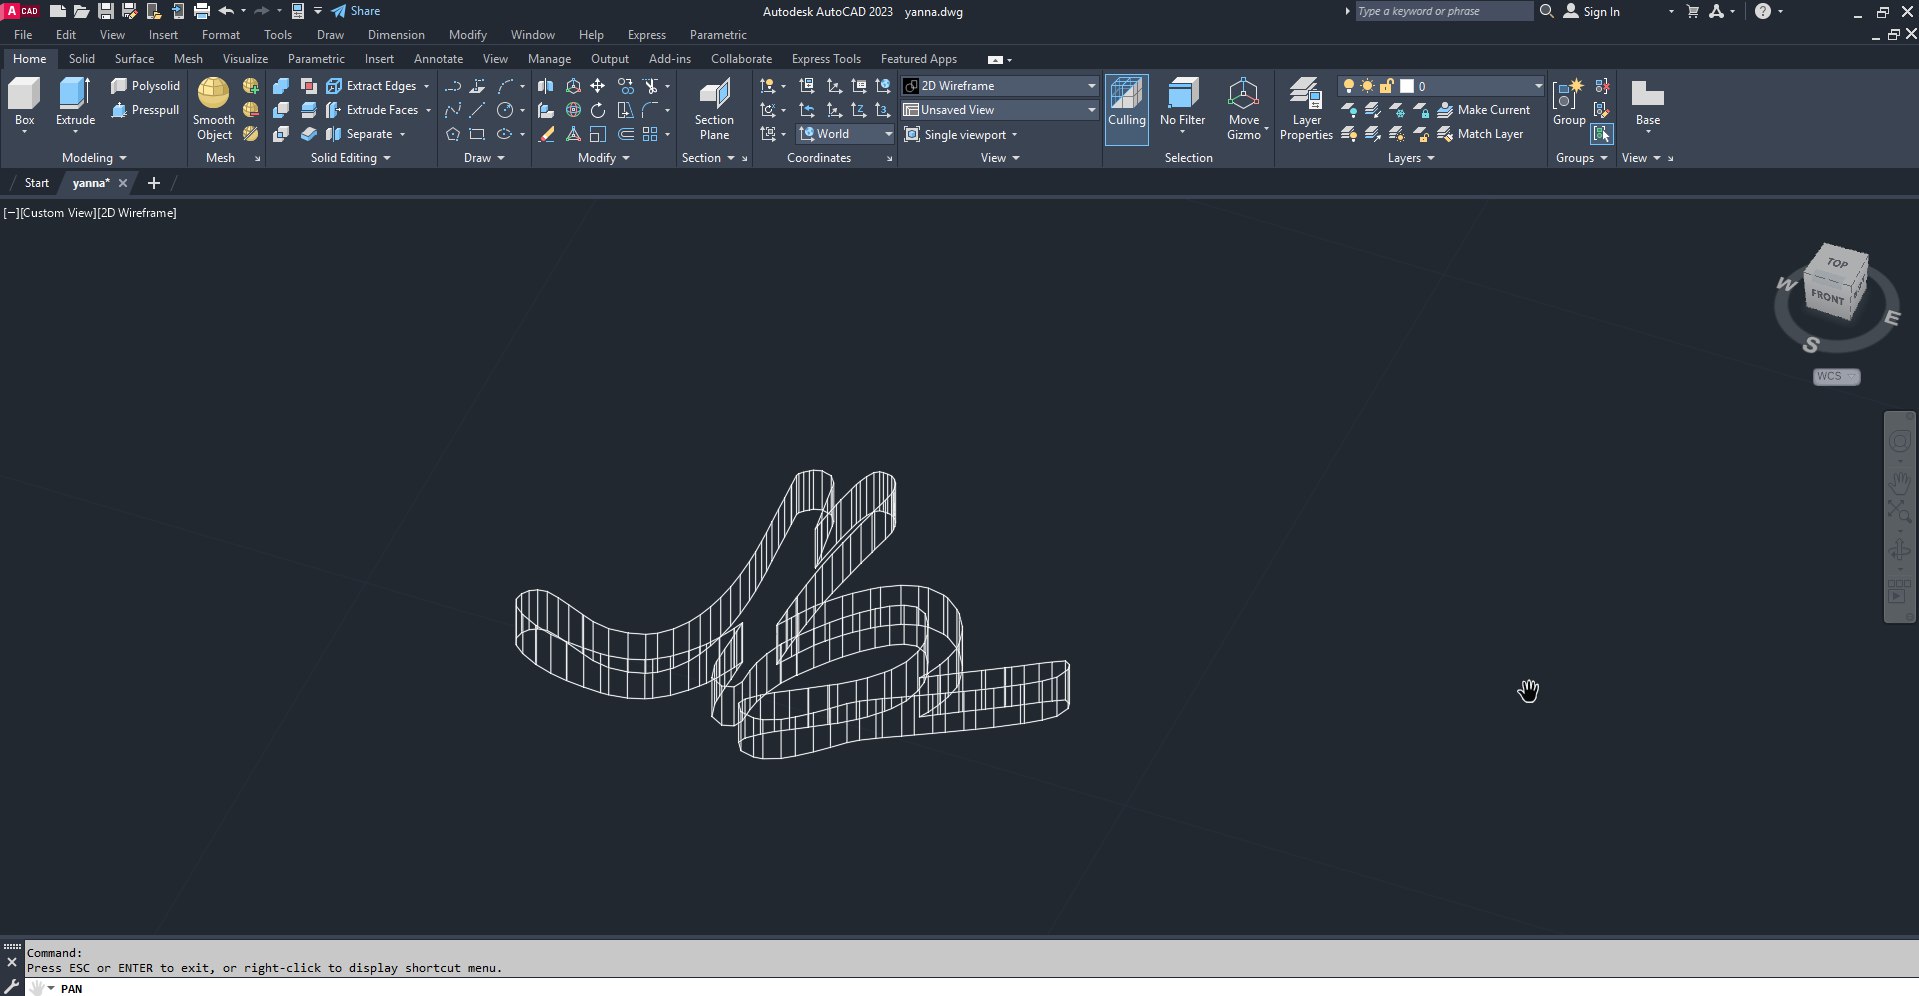 A CAD Share Autodesk AutoCAD 2023 yanna.dwg Type a keyword or phrase Sign In
File Edit View Insert Format Tools Draw Dimension Modify Window Help Express Parametric
Home Solid Surface Mesh Visualize Parametric Insert Annotate View Manage Output Add-ins Collaborate Express Tools Featured Apps
Polysolid Extract Edges 2D Wireframe 0
Presspull Extrude Faces Unsaved View Make Current
Box Extrude Smooth Object Separate Section Plane World Single viewport Culling No Filter Move Gizmo Layer Properties Match Layer Group Base
Modeling Mesh Solid Editing Draw Modify Section Coordinates View Selection Layers Groups View
Start yanna*
[−][Custom View][2D Wireframe]
TOP
FRONT
W
E
S
WCS
Command:
Press ESC or ENTER to exit, or right-click to display shortcut menu.
PAN